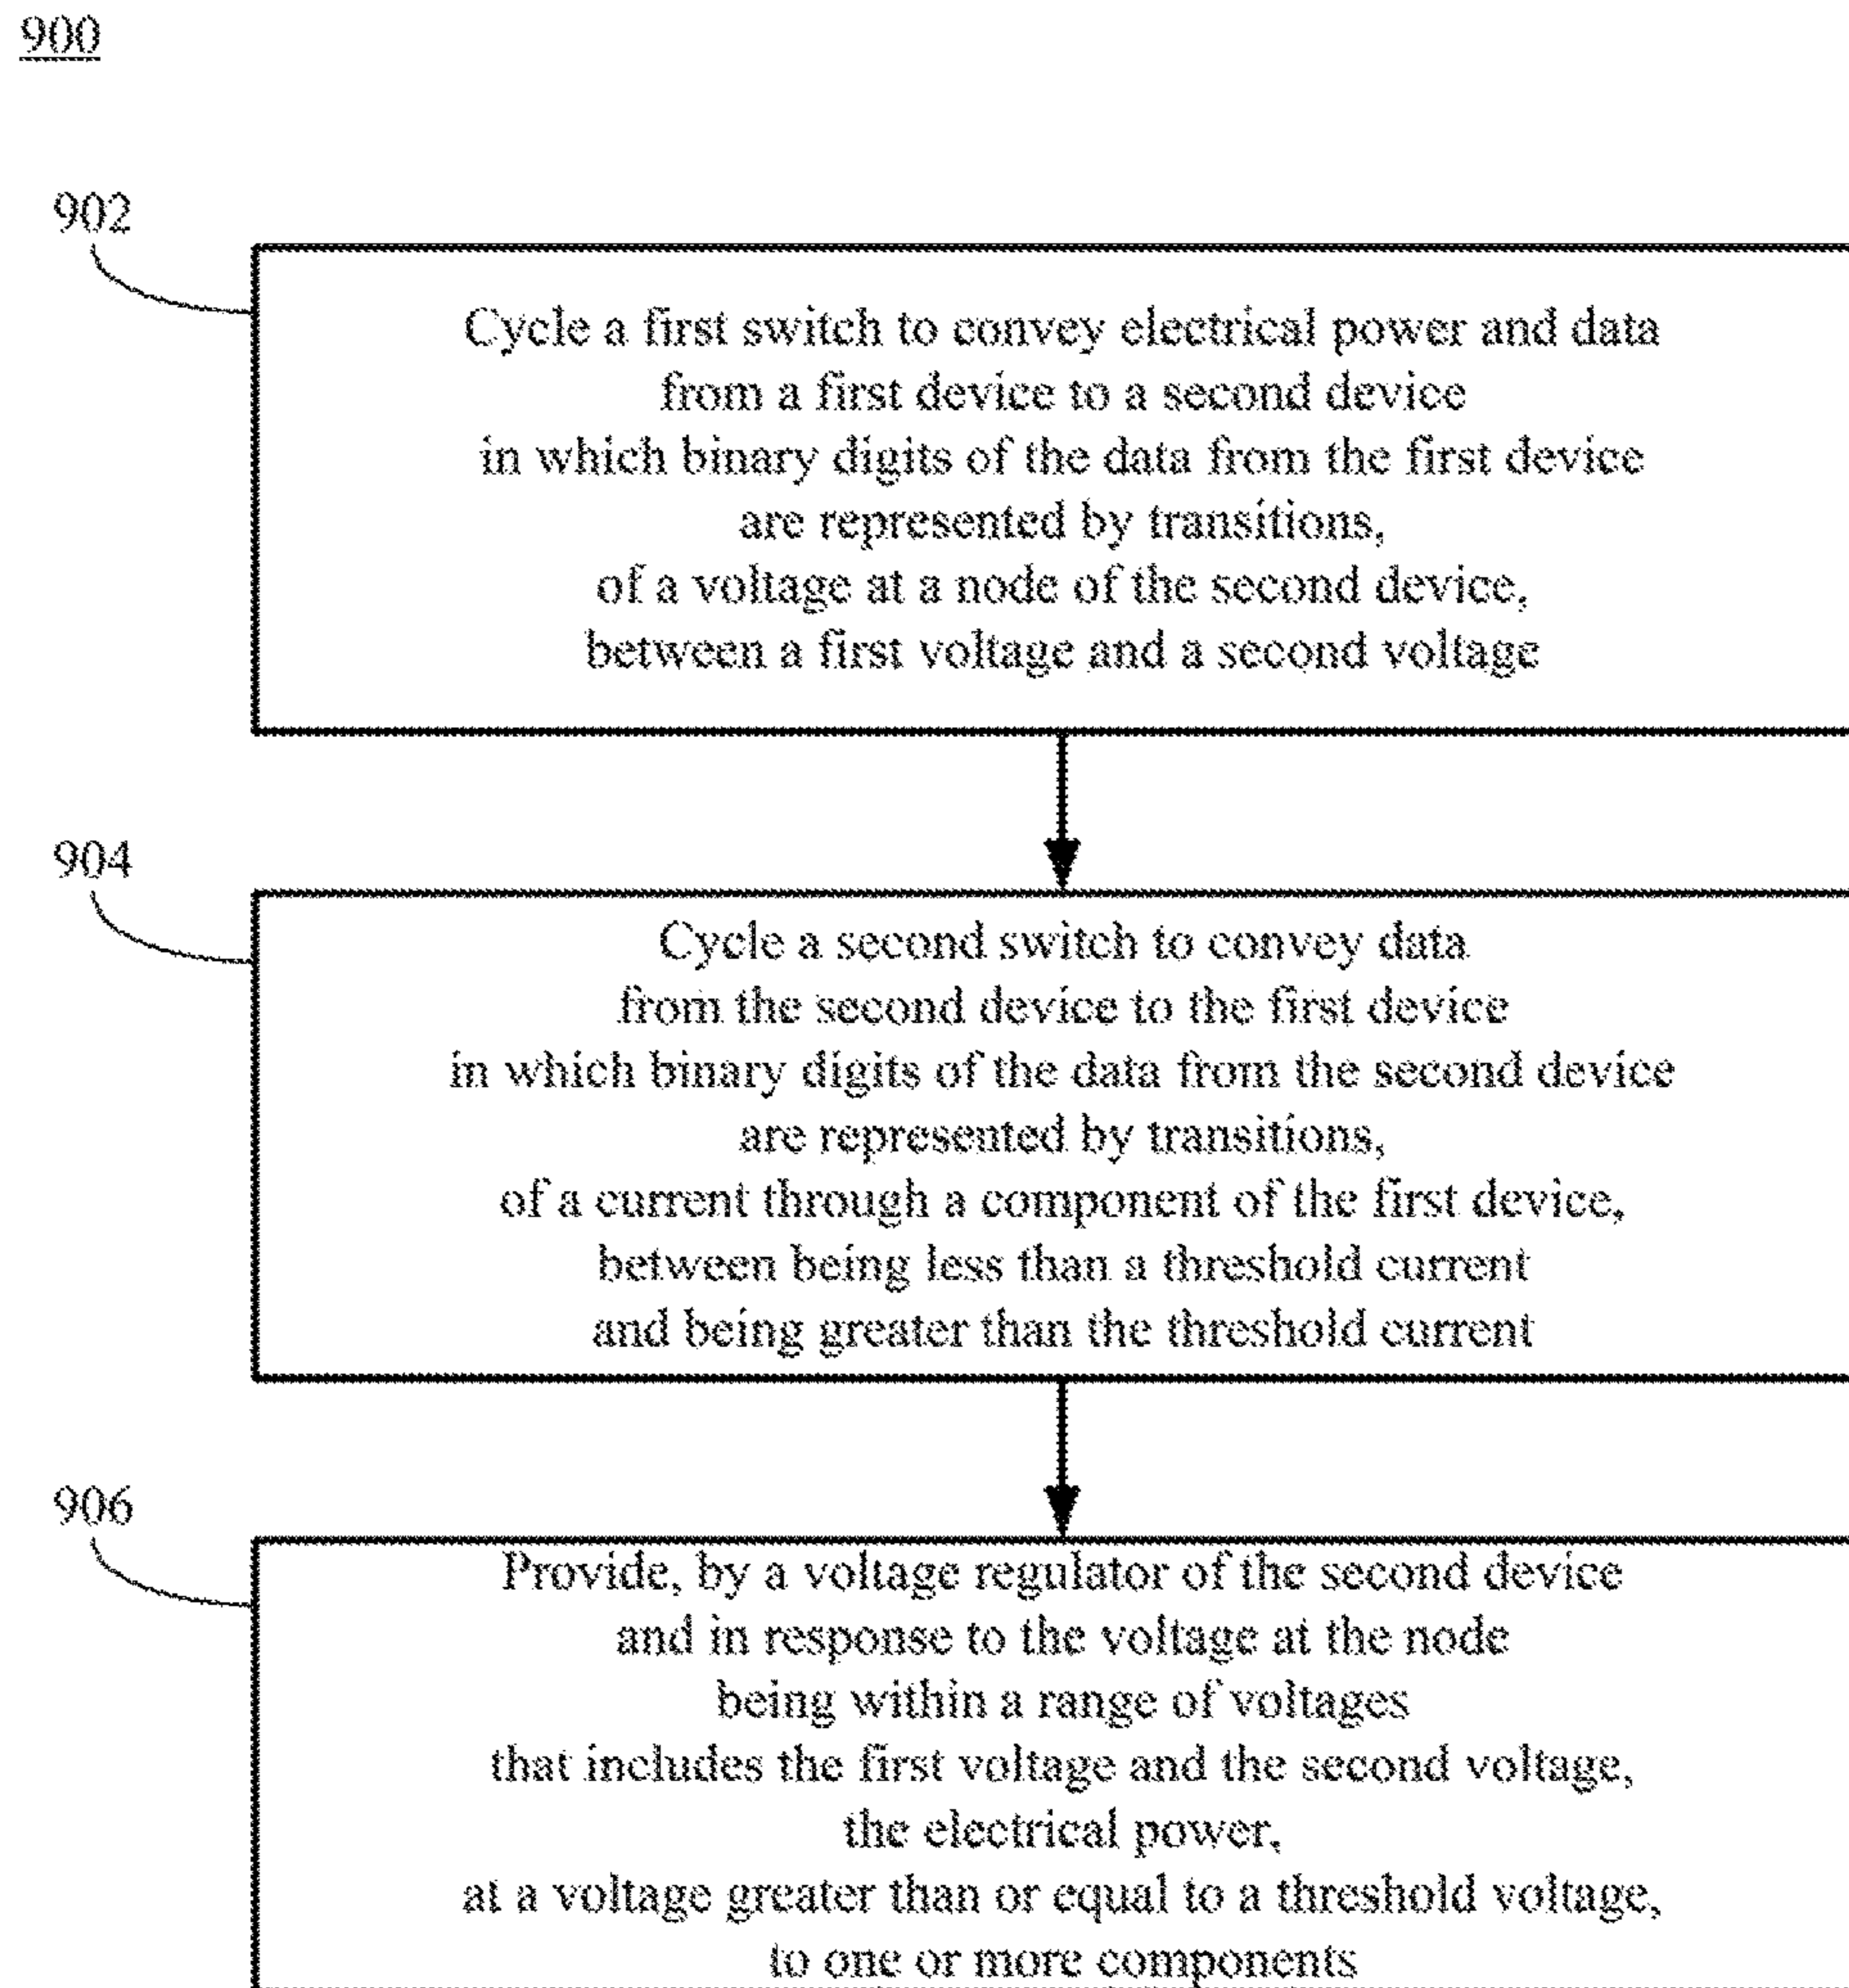 900
902
Cycle a first switch to convey electrical power and data
from a first device to a second device
in which binary digits of the data from the first device
are represented by transitions,
of a voltage at a node of the second device,
between a first voltage and a second voltage
904
Cycle a second switch to convey data
from the second device to the first device
in which binary digits of the data from the second device
are represented by transitions,
of a current through a component of the first device,
between being less than a threshold current
and being greater than the threshold current
906
Provide, by a voltage regulator of the second device
and in response to the voltage at the node
being within a range of voltages
that includes the first voltage and the second voltage,
the electrical power,
at a voltage greater than or equal to a threshold voltage,
to one or more components